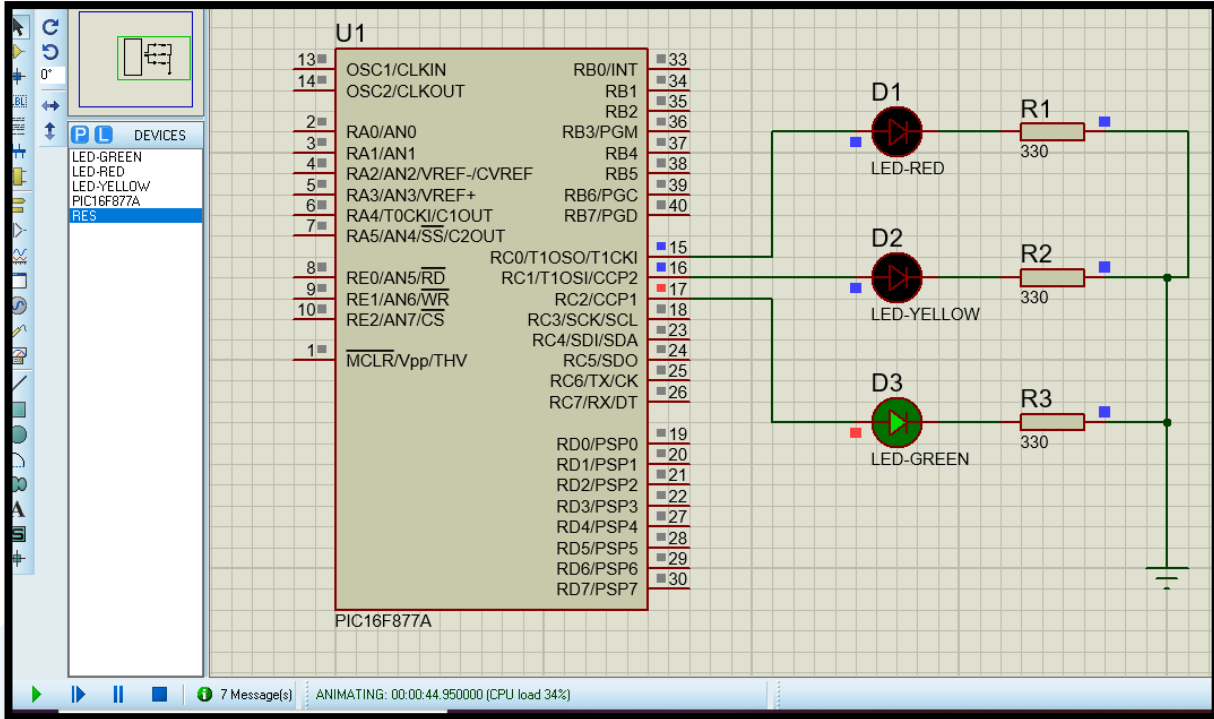 U1
13 OSC1/CLKIN
14 OSC2/CLKOUT
2 RA0/AN0
3 RA1/AN1
4 RA2/AN2/VREF-/CVREF
5 RA3/AN3/VREF+
6 RA4/T0CKI/C1OUT
7 RA5/AN4/SS/C2OUT
8 RE0/AN5/RD
9 RE1/AN6/WR
10 RE2/AN7/CS
1 MCLR/Vpp/THV
RB0/INT 33
RB1 34
RB2 35
RB3/PGM 36
RB4 37
RB5 38
RB6/PGC 39
RB7/PGD 40
RC0/T1OSO/T1CKI 15
RC1/T1OSI/CCP2 16
RC2/CCP1 17
RC3/SCK/SCL 18
RC4/SDI/SDA 23
RC5/SDO 24
RC6/TX/CK 25
RC7/RX/DT 26
RD0/PSP0 19
RD1/PSP1 20
RD2/PSP2 21
RD3/PSP3 22
RD4/PSP4 27
RD5/PSP5 28
RD6/PSP6 29
RD7/PSP7 30
PIC16F877A
D1
LED-RED
R1
330
D2
LED-YELLOW
R2
330
D3
LED-GREEN
R3
330
0°
LBL
A
P L DEVICES
LED-GREEN
LED-RED
LED-YELLOW
PIC16F877A
RES
7 Message(s)
ANIMATING: 00:00:44.950000 (CPU load 34%)